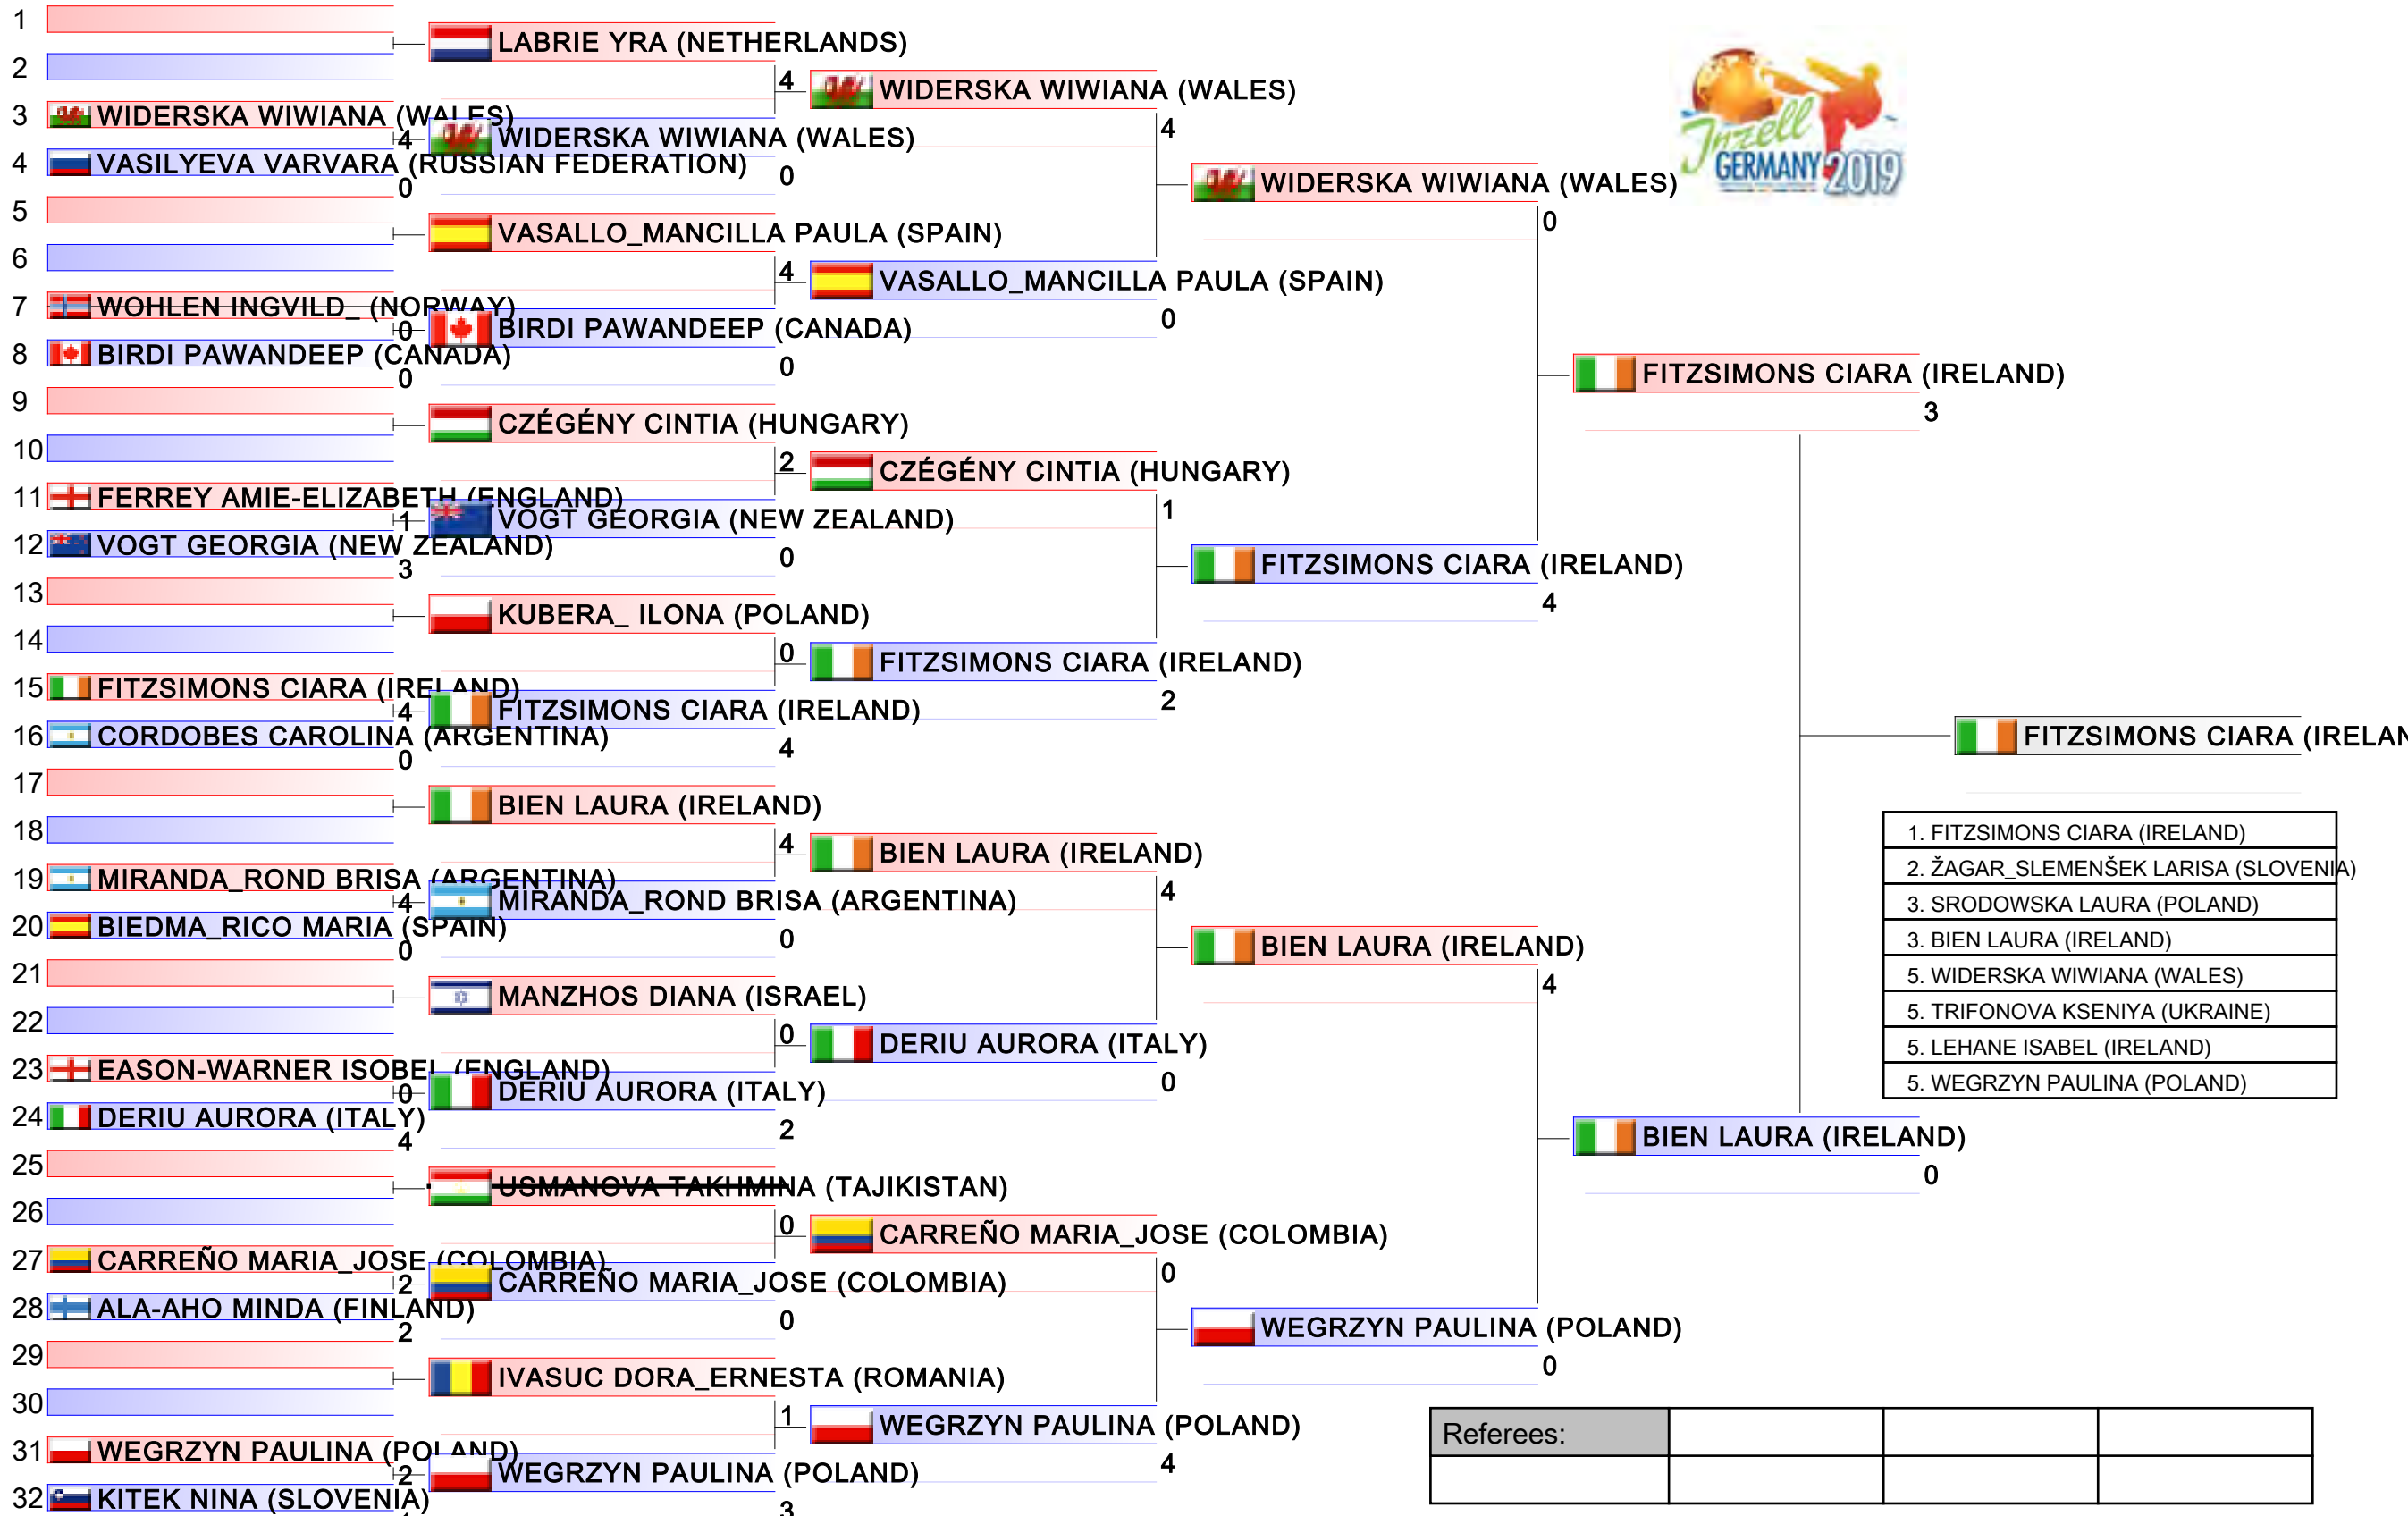 1
LABRIE YRA (NETHERLANDS)
2
4
WIDERSKA WIWIANA (WALES)
3 WIDERSKA WIWIANA (WALES)
4
WIDERSKA WIWIANA (WALES)
4
4 VASILYEVA VARVARA (RUSSIAN FEDERATION)
0
0
WIDERSKA WIWIANA (WALES)
0
Inzell
GERMANY 2019
5
VASALLO_MANCILLA PAULA (SPAIN)
6
4
VASALLO_MANCILLA PAULA (SPAIN)
0
7 WOHLEN INGVILD_ (NORWAY)
0
BIRDI PAWANDEEP (CANADA)
8 BIRDI PAWANDEEP (CANADA)
0
0
FITZSIMONS CIARA (IRELAND)
3
9
CZÉGÉNY CINTIA (HUNGARY)
10
2
CZÉGÉNY CINTIA (HUNGARY)
1
11 FERREY AMIE-ELIZABETH (ENGLAND)
1
VOGT GEORGIA (NEW ZEALAND)
12 VOGT GEORGIA (NEW ZEALAND)
3
0
FITZSIMONS CIARA (IRELAND)
4
13
KUBERA_ ILONA (POLAND)
14
0
FITZSIMONS CIARA (IRELAND)
2
15 FITZSIMONS CIARA (IRELAND)
4
FITZSIMONS CIARA (IRELAND)
16 CORDOBES CAROLINA (ARGENTINA)
0
4
FITZSIMONS CIARA (IRELAN
17
BIEN LAURA (IRELAND)
18
4
BIEN LAURA (IRELAND)
4
19 MIRANDA_ROND BRISA (ARGENTINA)
4
MIRANDA_ROND BRISA (ARGENTINA)
20 BIEDMA_RICO MARIA (SPAIN)
0
0
BIEN LAURA (IRELAND)
4
1. FITZSIMONS CIARA (IRELAND)
2. ŽAGAR_SLEMENŠEK LARISA (SLOVENIA)
3. SRODOWSKA LAURA (POLAND)
3. BIEN LAURA (IRELAND)
5. WIDERSKA WIWIANA (WALES)
5. TRIFONOVA KSENIYA (UKRAINE)
5. LEHANE ISABEL (IRELAND)
5. WEGRZYN PAULINA (POLAND)
21
MANZHOS DIANA (ISRAEL)
22
0
DERIU AURORA (ITALY)
0
23 EASON-WARNER ISOBEL (ENGLAND)
0
DERIU AURORA (ITALY)
24 DERIU AURORA (ITALY)
4
2
BIEN LAURA (IRELAND)
0
25
USMANOVA TAKHMINA (TAJIKISTAN)
26
0
CARREÑO MARIA_JOSE (COLOMBIA)
0
27 CARREÑO MARIA_JOSE (COLOMBIA)
2
CARREÑO MARIA_JOSE (COLOMBIA)
28 ALA-AHO MINDA (FINLAND)
2
0
WEGRZYN PAULINA (POLAND)
0
29
IVASUC DORA_ERNESTA (ROMANIA)
30
1
WEGRZYN PAULINA (POLAND)
4
31 WEGRZYN PAULINA (POLAND)
2
WEGRZYN PAULINA (POLAND)
32 KITEK NINA (SLOVENIA)
3
Referees: